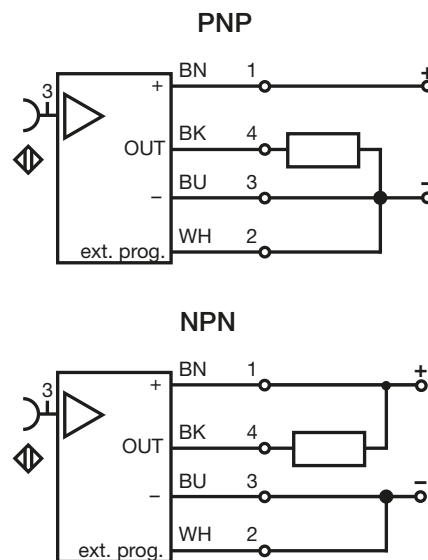 PNP
BN 1 +
3 +
BK 4
OUT
BU 3 −
−
WH 2
ext. prog.
NPN
BN 1 +
3 +
BK 4
OUT
BU 3 −
−
WH 2
ext. prog.